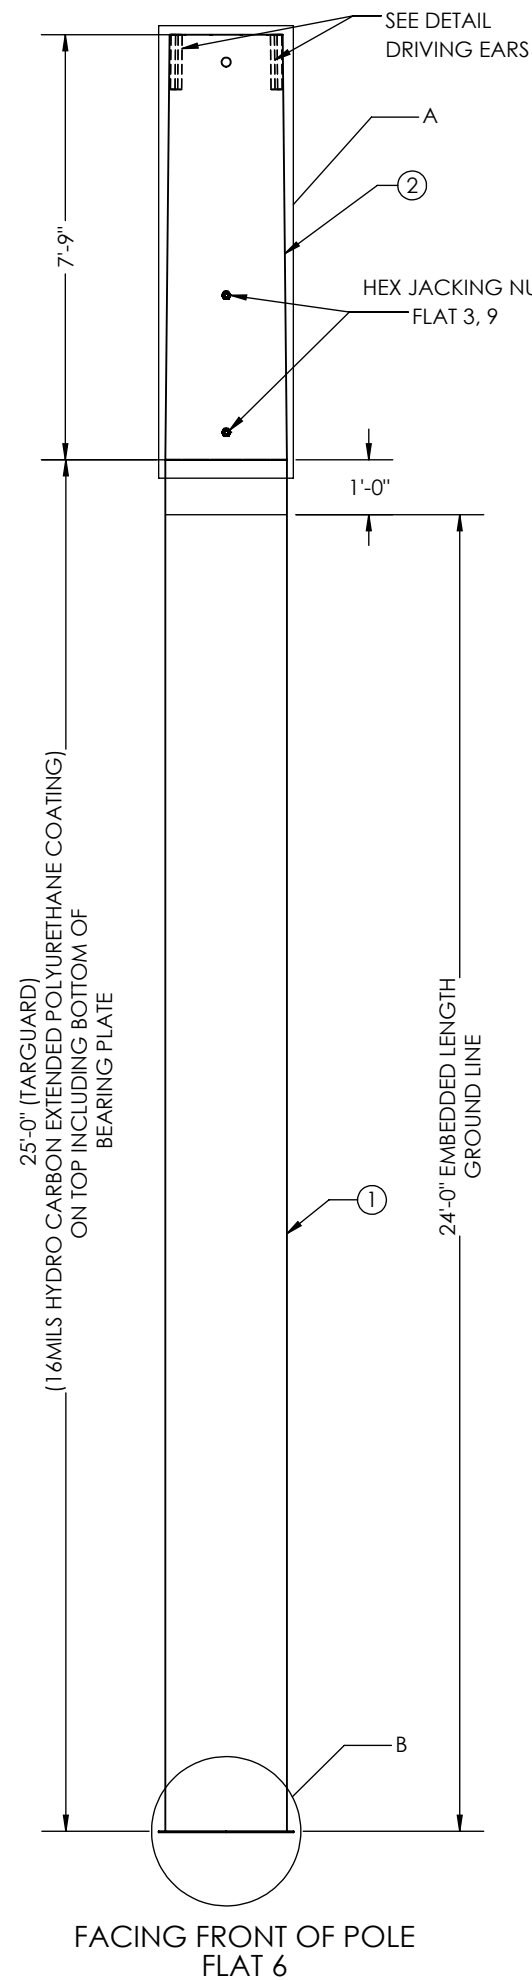 SEE DETAIL
DRIVING EARS
A
2
7'-9"
HEX JACKING NU
FLAT 3, 9
1'-0"
25'-0" (TARGUARD)
(16MILS HYDRO CARBON EXTENDED POLYURETHANE COATING)
ON TOP INCLUDING BOTTOM OF
BEARING PLATE
24'-0" EMBEDDED LENGTH
GROUND LINE
1
B
FACING FRONT OF POLE
FLAT 6